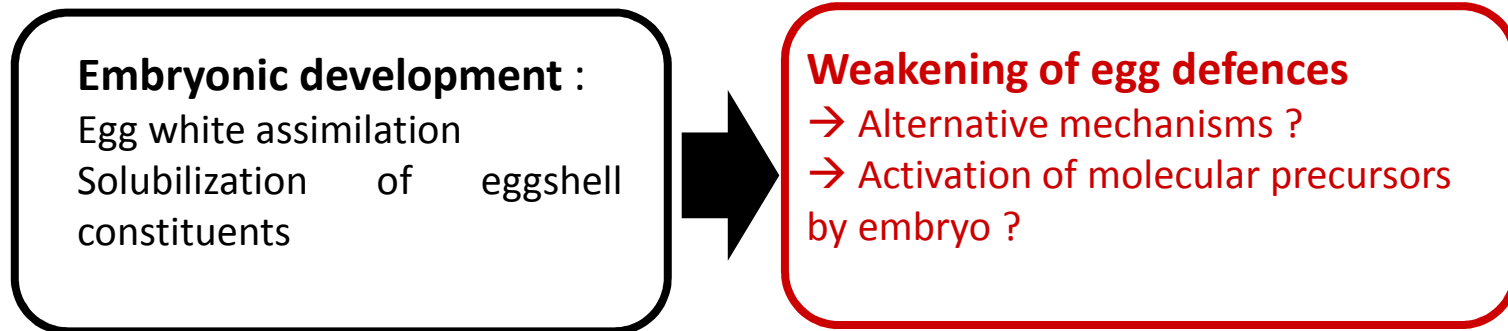 Embryonic development :
Egg white assimilation
Solubilization of eggshell
constituents
Weakening of egg defences
→ Alternative mechanisms ?
→ Activation of molecular precursors
by embryo ?